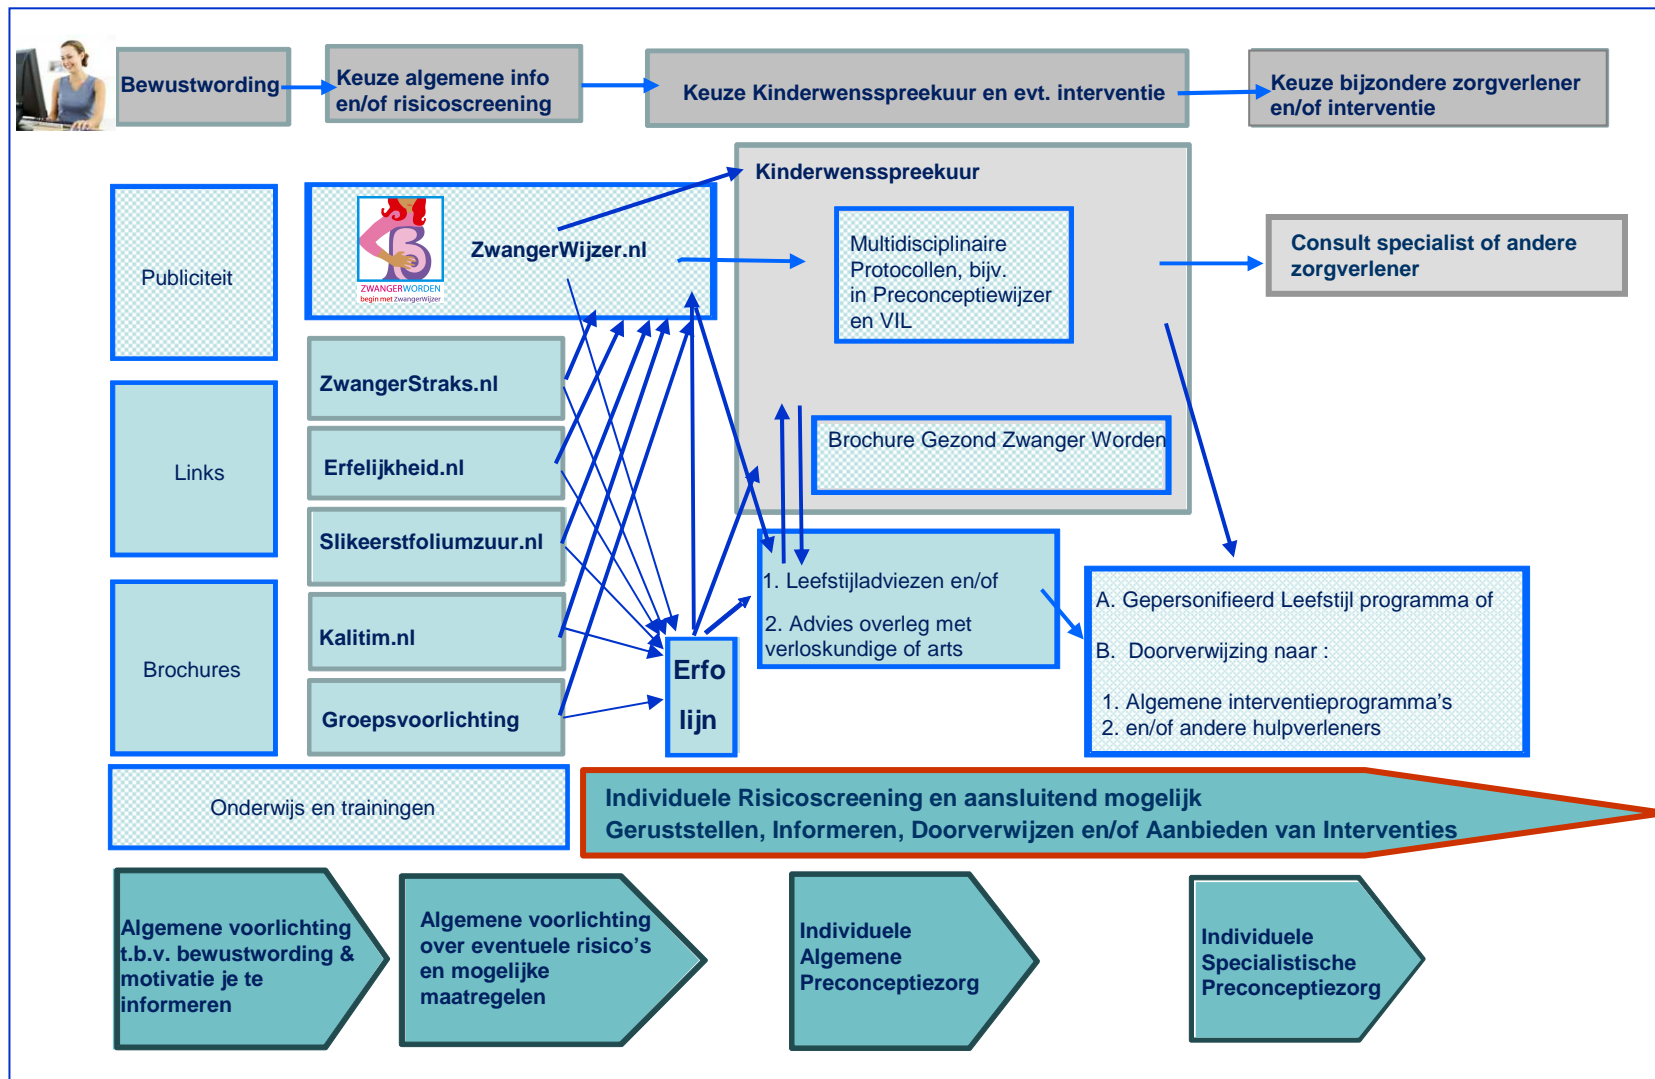 Bewustwording
Keuze algemene info
en/of risicoscreening
Keuze Kinderwensspreekuur en evt. interventie
Keuze bijzondere zorgverlener
en/of interventie
Publiciteit
Links
Brochures
ZwangerWijzer.nl
ZWANGERWORDEN
begin met zwangerwijzer
ZwangerStraks.nl
Erfelijkheid.nl
Slikeerstfoliumzuur.nl
Kalitim.nl
Groepsvoorlichting
Erfo
lijn
Kinderwensspreekuur
Multidisciplinaire
Protocollen, bijv.
in Preconceptiewijzer
en VIL
Brochure Gezond Zwanger Worden
1. Leefstijladviezen en/of
2. Advies overleg met
verloskundige of arts
Consult specialist of andere
zorgverlener
A. Gepersonifieerd Leefstijl programma of
B. Doorverwijzing naar :
1. Algemene interventieprogramma's
2. en/of andere hulpverleners
Onderwijs en trainingen
Individuele Risicoscreening en aansluitend mogelijk
Geruststellen, Informeren, Doorverwijzen en/of Aanbieden van Interventies
Algemene voorlichting
t.b.v. bewustwording &
motivatie je te
informeren
Algemene voorlichting
over eventuele risico's
en mogelijke
maatregelen
Individuele
Algemene
Preconceptiezorg
Individuele
Specialistische
Preconceptiezorg